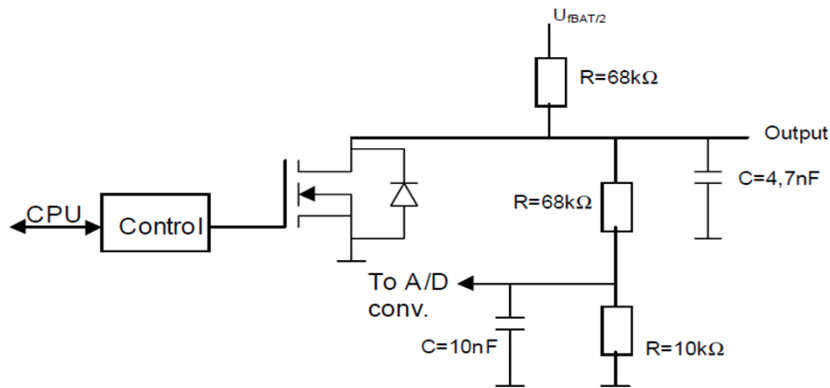 UfBAT/2
R=68kΩ
Output
C=4,7nF
R=68kΩ
CPU
Control
To A/D
conv.
C=10nF
R=10kΩ